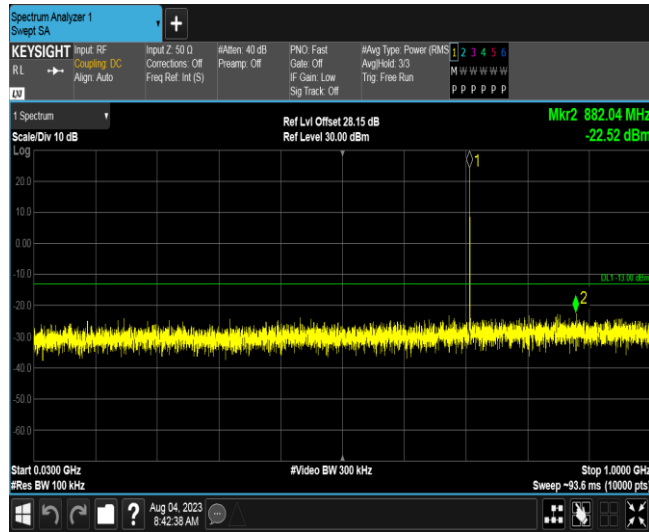 Spectrum Analyzer 1
Swept SA
KEYSIGHT
RL
LXI
Input: RF
Coupling: DC
Align: Auto
Input Z: 50 Ω
Corrections: Off
Freq Ref: Int (S)
#Atten: 40 dB
Preamp: Off
PNO: Fast
Gate: Off
IF Gain: Low
Sig Track: Off
#Avg Type: Power (RMS
Avg|Hold: 3/3
Trig: Free Run
1 2 3 4 5 6
M W W W W W
P P P P P P
1 Spectrum
Scale/Div 10 dB
Ref Lvl Offset 28.15 dB
Ref Level 30.00 dBm
Mkr2 882.04 MHz
-22.52 dBm
Log
1
20.0
10.0
0.00
-10.0
DL1 -13.00 dBm
2
-20.0
-30.0
-40.0
-50.0
-60.0
Start 0.0300 GHz
#Video BW 300 kHz
Stop 1.0000 GHz
#Res BW 100 kHz
Sweep ~93.6 ms (10000 pts)
?
Aug 04, 2023
8:42:38 AM